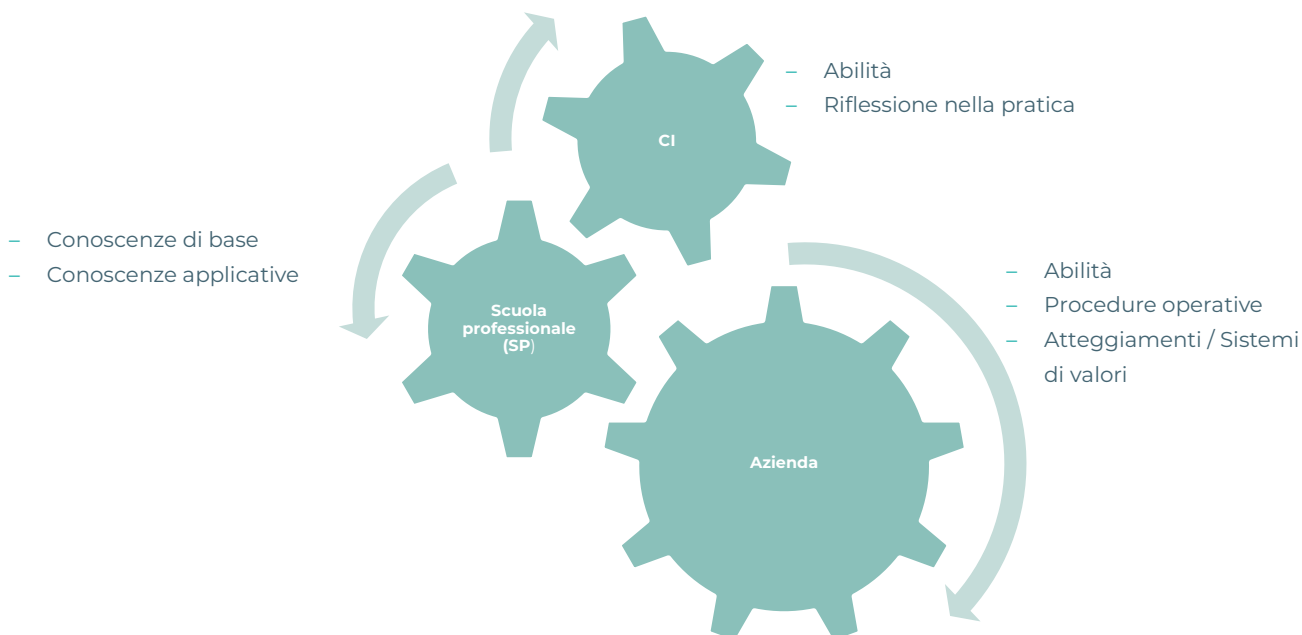 CI
– Abilità
– Riflessione nella pratica
– Conoscenze di base
– Conoscenze applicative
Scuola
professionale
(SP)
– Abilità
– Procedure operative
– Atteggiamenti / Sistemi
di valori
Azienda